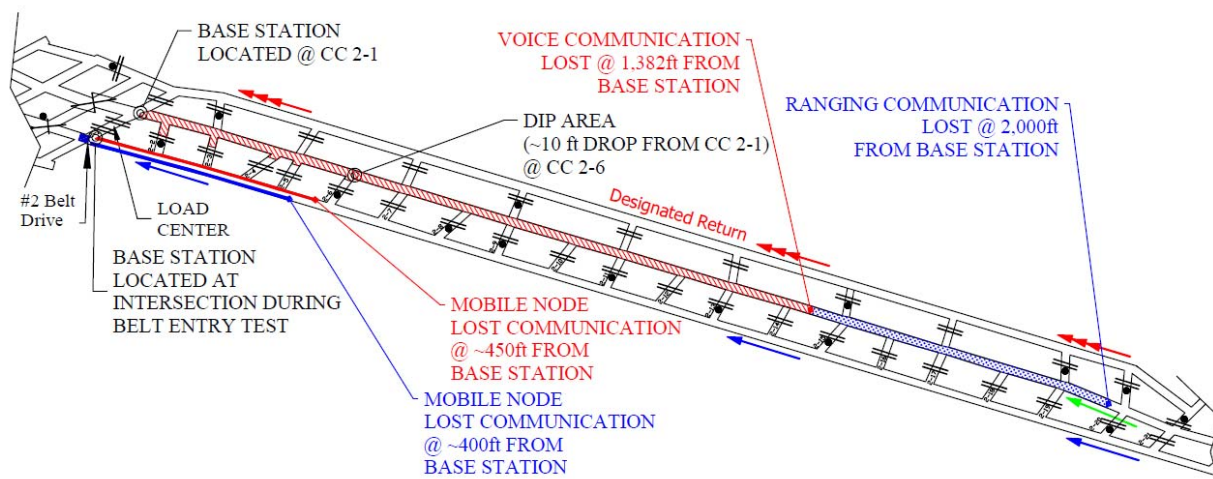 BASE STATION
LOCATED @ CC 2-1
VOICE COMMUNICATION
LOST @ 1,382ft FROM
BASE STATION
RANGING COMMUNICATION
LOST @ 2,000ft
FROM BASE STATION
DIP AREA
(~10 ft DROP FROM CC 2-1)
@ CC 2-6
#2 Belt
Drive
LOAD
CENTER
Designated Return
BASE STATION
LOCATED AT
INTERSECTION DURING
BELT ENTRY TEST
MOBILE NODE
LOST COMMUNICATION
@ ~450ft FROM
BASE STATION
MOBILE NODE
LOST COMMUNICATION
@ ~400ft FROM
BASE STATION